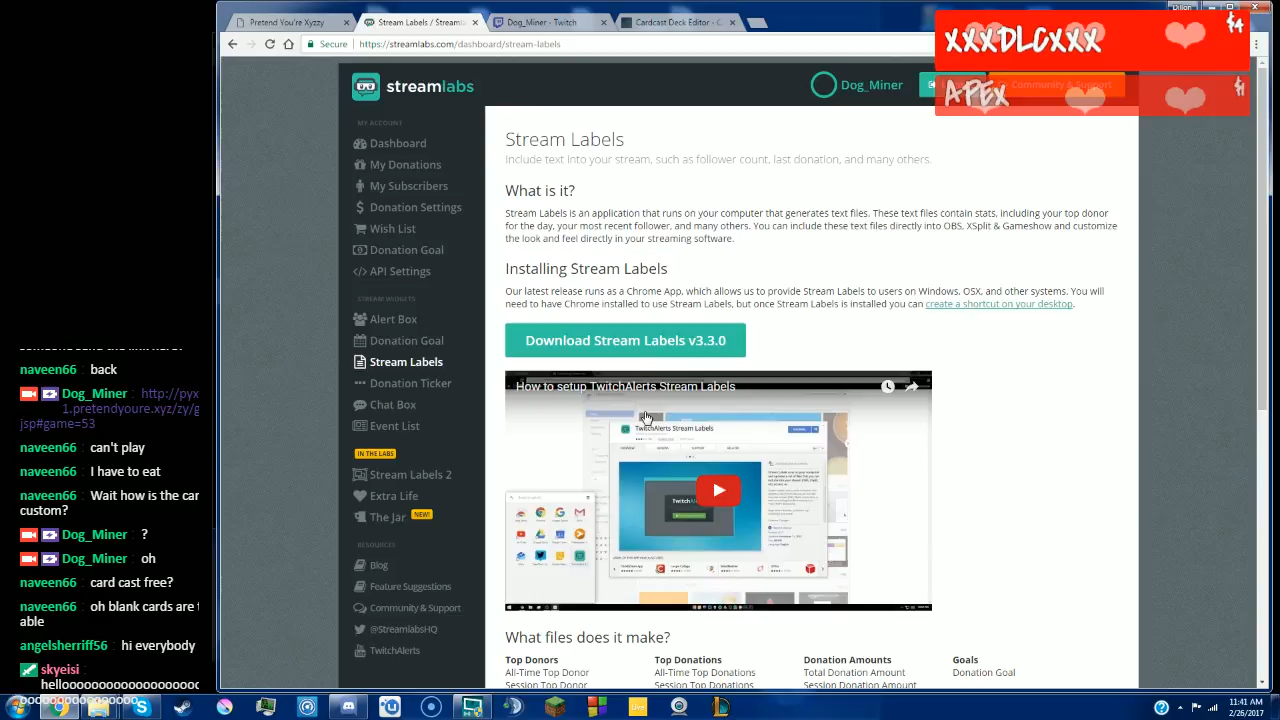 Pretend You're Xyzzy
Stream Labels / Streamla
Dog_Miner - Twitch
Cardcast Deck Editor - C
Dillon
Secure
https://streamlabs.com/dashboard/stream-labels
xxxDLCxxx
$4
APEX
$1
streamlabs
Dog_Miner
Community & Support
MY ACCOUNT
Dashboard
My Donations
My Subscribers
Donation Settings
Wish List
Donation Goal
</> API Settings
STREAM WIDGETS
Alert Box
Donation Goal
Stream Labels
Donation Ticker
Chat Box
Event List
IN THE LABS
Stream Labels 2
Extra Life
The Jar NEW!
RESOURCES
Blog
Feature Suggestions
Community & Support
@StreamlabsHQ
TwitchAlerts
Stream Labels
Include text into your stream, such as follower count, last donation, and many others.
What is it?
Stream Labels is an application that runs on your computer that generates text files. These text files contain stats, including your top donor
for the day, your most recent follower, and many others. You can include these text files directly into OBS, XSplit & Gameshow and customize
the look and feel directly in your streaming software.
Installing Stream Labels
Our latest release runs as a Chrome App, which allows us to provide Stream Labels to users on Windows, OSX, and other systems. You will
need to have Chrome installed to use Stream Labels, but once Stream Labels is installed you can create a shortcut on your desktop.
Download Stream Labels v3.3.0
How to setup TwitchAlerts Stream Labels
TwitchAlerts Stream Labels
What files does it make?
Top Donors
Top Donations
Donation Amounts
Goals
All-Time Top Donor
All-Time Top Donations
Total Donation Amount
Donation Goal
Session Top Donor
Session Top Donations
Session Donation Amount
naveen66 : back
Dog_Miner : http://pyx
1.pretendyoure.xyz/zy/g
jsp#game=53
naveen66 : can't play
naveen66 : I have to eat
naveen66 : Wait how is the car
custom?
Dog_Miner : ?
Dog_Miner : oh
naveen66 : card cast free?
naveen66 : oh blank cards are t
able
angelsherriff56 : hi everybody
skyeisi :
hellooooooooooooooooooo
ooooooooooooooooo
11:41 AM
2/26/2017